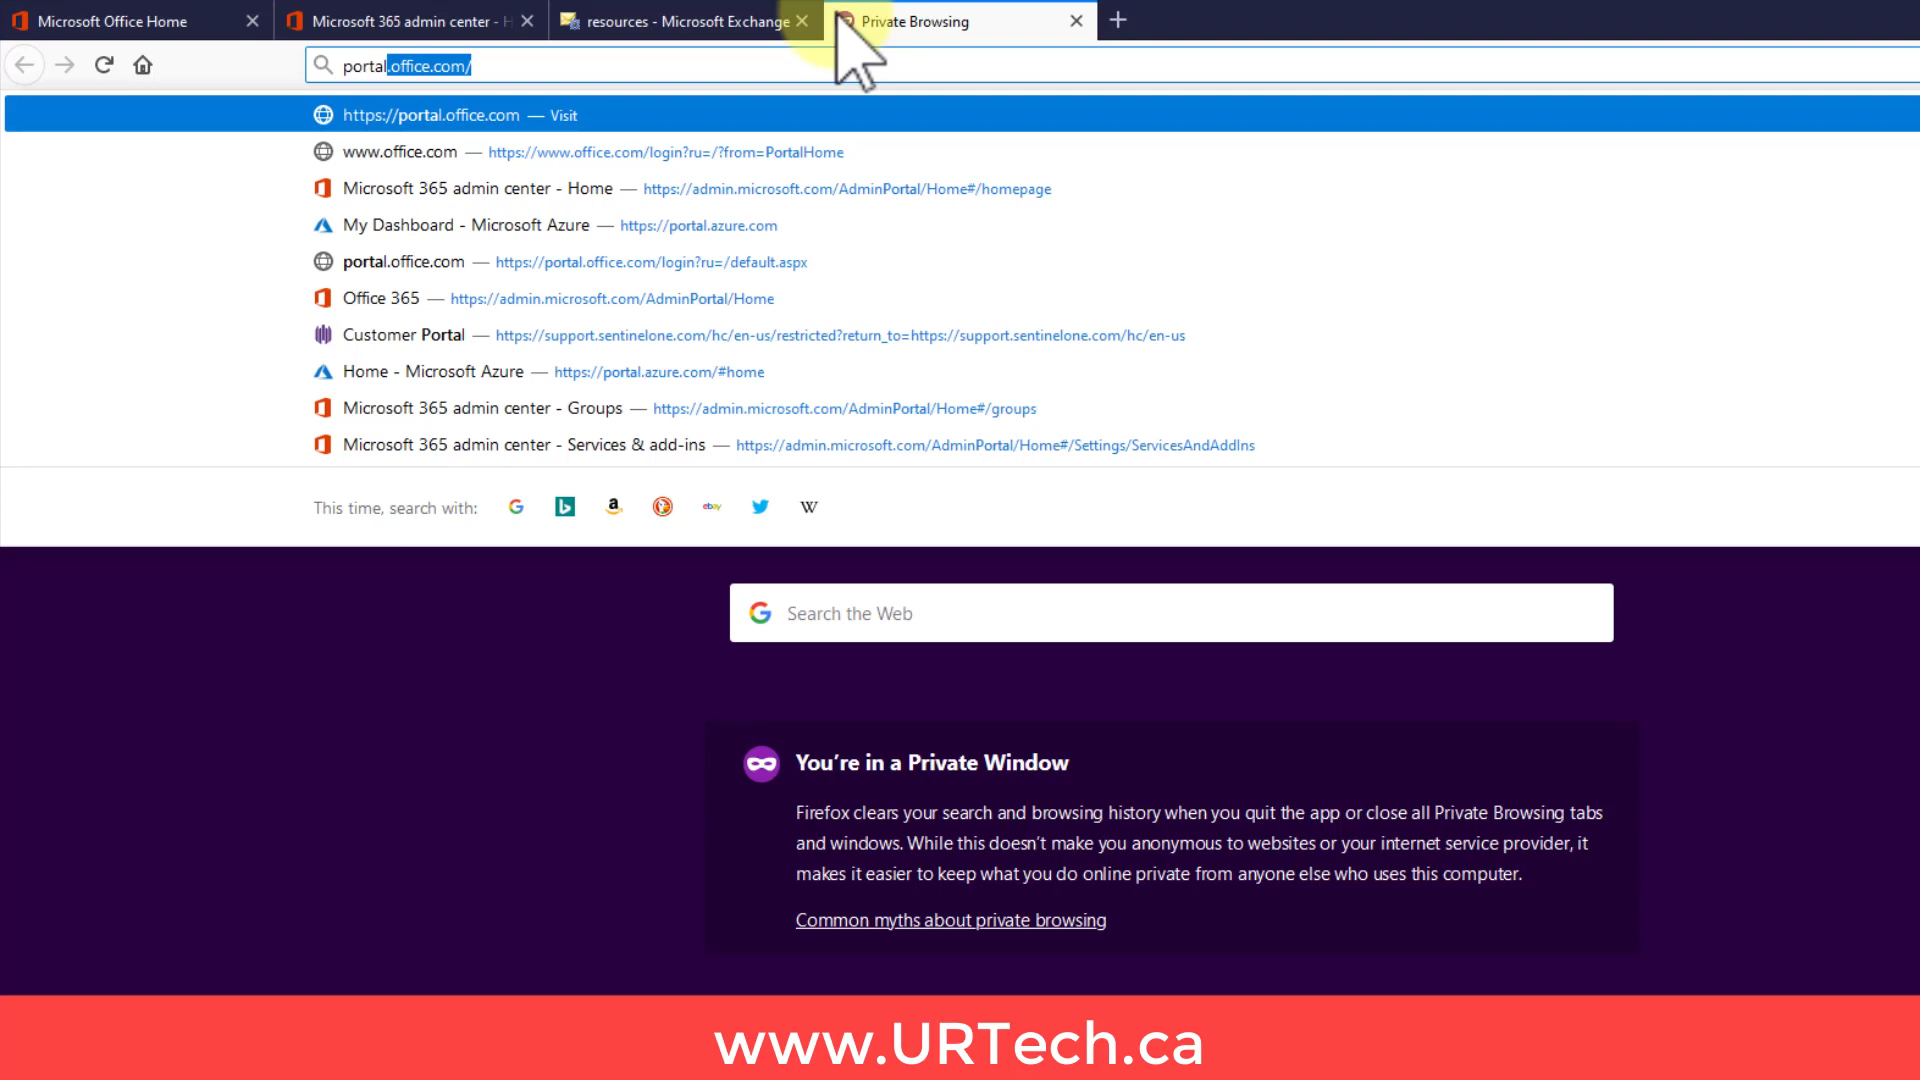 Microsoft Office Home
Microsoft 365 admin center - H
resources - Microsoft Exchange
Private Browsing
portal.office.com/
https://portal.office.com — Visit
www.office.com — https://www.office.com/login?ru=/?from=PortalHome
Microsoft 365 admin center - Home — https://admin.microsoft.com/AdminPortal/Home#/homepage
My Dashboard - Microsoft Azure — https://portal.azure.com
portal.office.com — https://portal.office.com/login?ru=/default.aspx
Office 365 — https://admin.microsoft.com/AdminPortal/Home
Customer Portal — https://support.sentinelone.com/hc/en-us/restricted?return_to=https://support.sentinelone.com/hc/en-us
Home - Microsoft Azure — https://portal.azure.com/#home
Microsoft 365 admin center - Groups — https://admin.microsoft.com/AdminPortal/Home#/groups
Microsoft 365 admin center - Services & add-ins — https://admin.microsoft.com/AdminPortal/Home#/Settings/ServicesAndAddIns
This time, search with: G b a ebay W
G Search the Web
You're in a Private Window
Firefox clears your search and browsing history when you quit the app or close all Private Browsing tabs
and windows. While this doesn't make you anonymous to websites or your internet service provider, it
makes it easier to keep what you do online private from anyone else who uses this computer.
Common myths about private browsing
www.URTech.ca